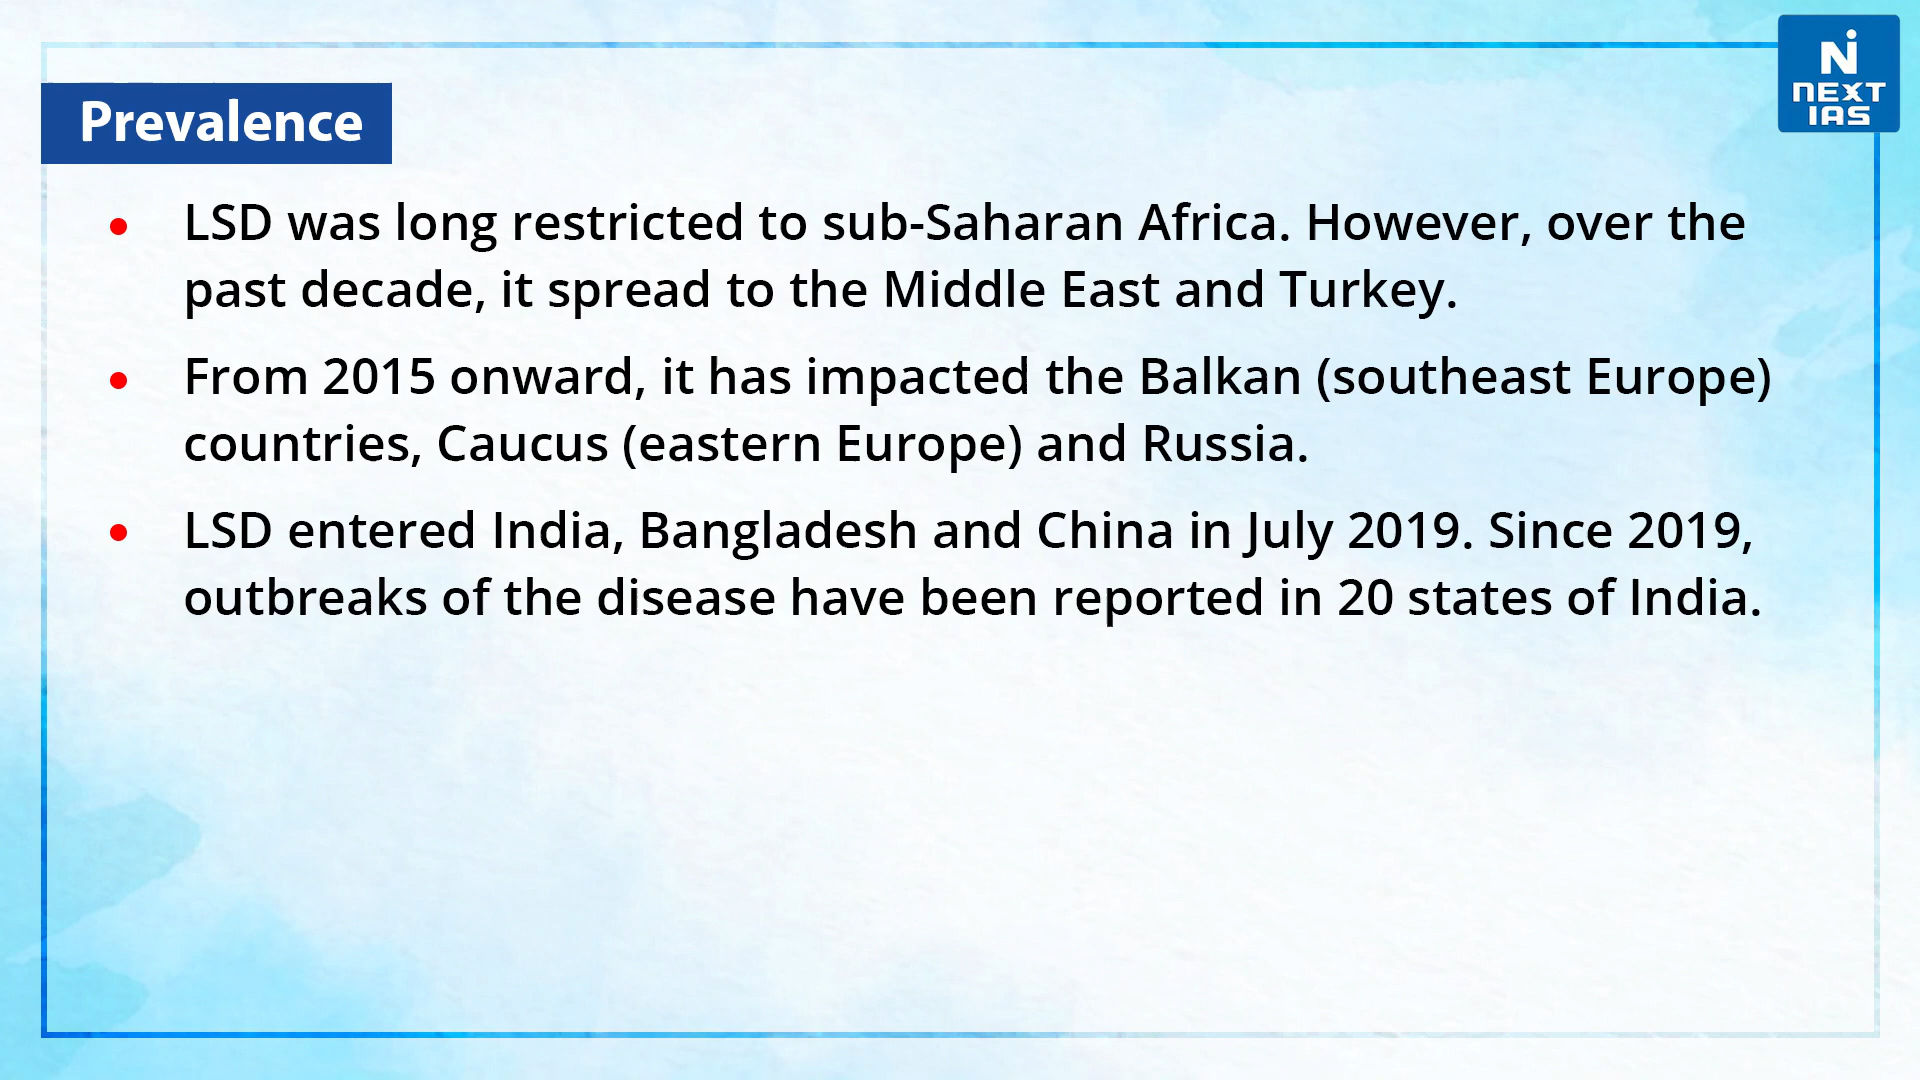 NEXT
IAS
Prevalence
LSD was long restricted to sub-Saharan Africa. However, over the
past decade, it spread to the Middle East and Turkey.
From 2015 onward, it has impacted the Balkan (southeast Europe)
countries, Caucus (eastern Europe) and Russia.
LSD entered India, Bangladesh and China in July 2019. Since 2019,
outbreaks of the disease have been reported in 20 states of India.